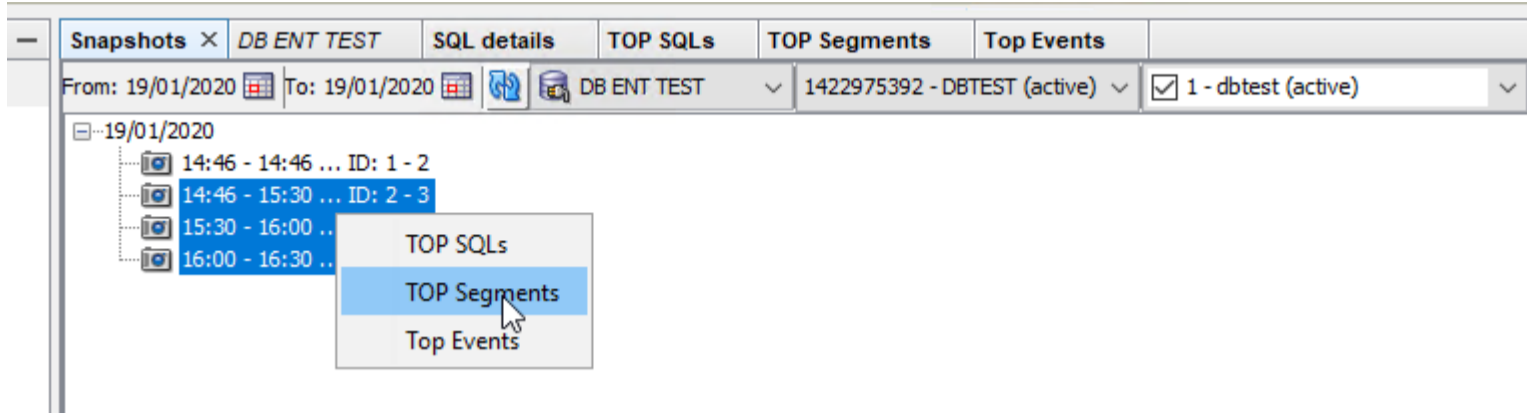 Snapshots × DB ENT TEST SQL details TOP SQLs TOP Segments Top Events
From: 19/01/2020 To: 19/01/2020 DB ENT TEST 1422975392 - DBTEST (active) 1 - dbtest (active)
19/01/2020
14:46 - 14:46 ... ID: 1 - 2
14:46 - 15:30 ... ID: 2 - 3
15:30 - 16:00 ..
16:00 - 16:30 ..
TOP SQLs
TOP Segments
Top Events